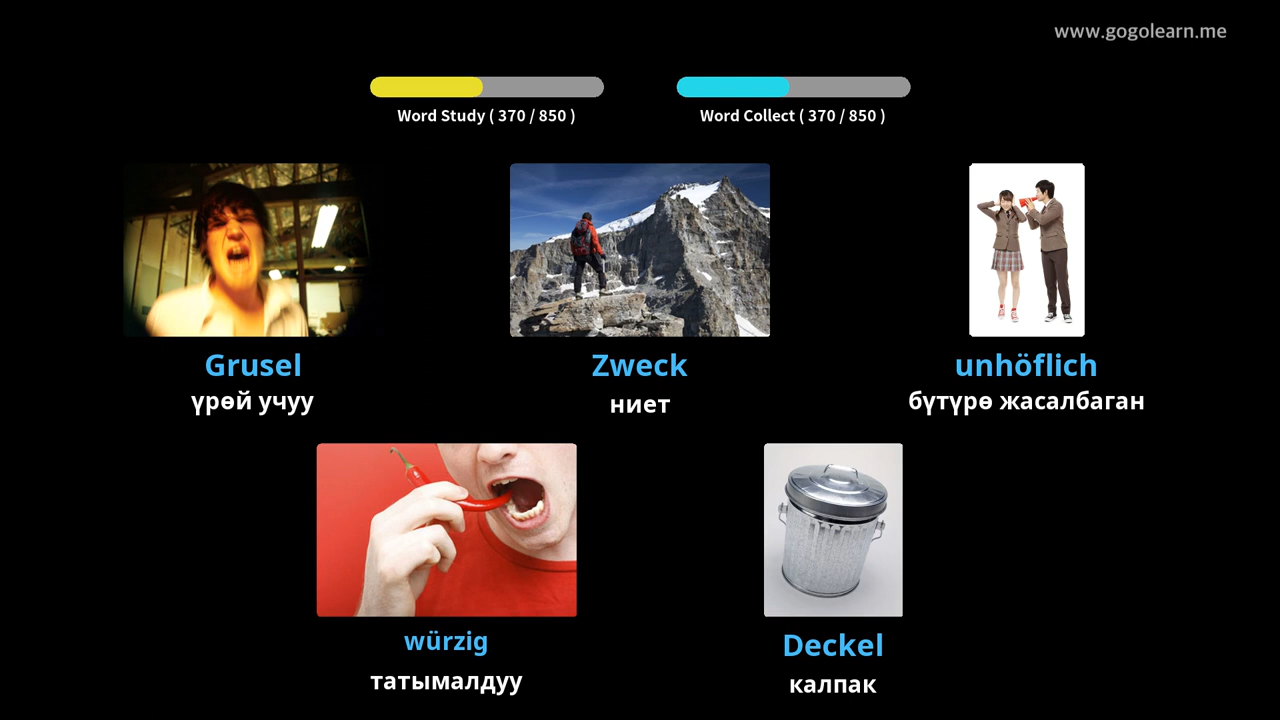 www.gogolearn.me
Word Study ( 370 / 850 )
Word Collect ( 370 / 850 )
Grusel
үрөй учуу
Zweck
ниет
unhöflich
бүтүрө жасалбаган
würzig
татымалдуу
Deckel
калпак